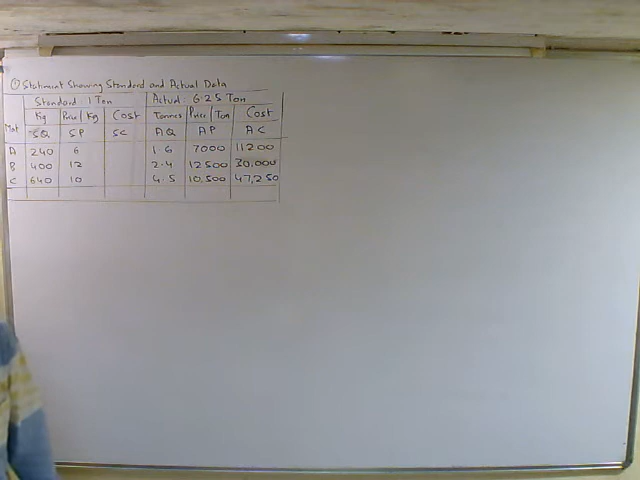 ① Statement Showing Standard and Actual Data
Standard : 1 Ton Actual : 6.25 Ton
Mat Kg Price/Kg Cost Tonnes Price/Ton Cost
SQ SP SC AQ AP AC
A 240 6 1.6 7000 11200
B 400 12 2.4 12500 30,000
C 640 10 4.5 10,500 47,250